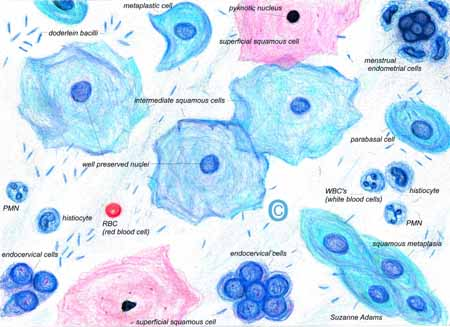 metaplastic cell
pyknotic nucleus
doderlein bacilli
superficial squamous cell
menstrual
endometrial cells
intermediate squamous cells
parabasal cell
well preserved nuclei
PMN
histiocyte
RBC
(red blood cell)
WBC's
(white blood cells)
histiocyte
PMN
endocervical cells
endocervical cells
squamous metaplasia
superficial squamous cell
Suzanne Adams
©